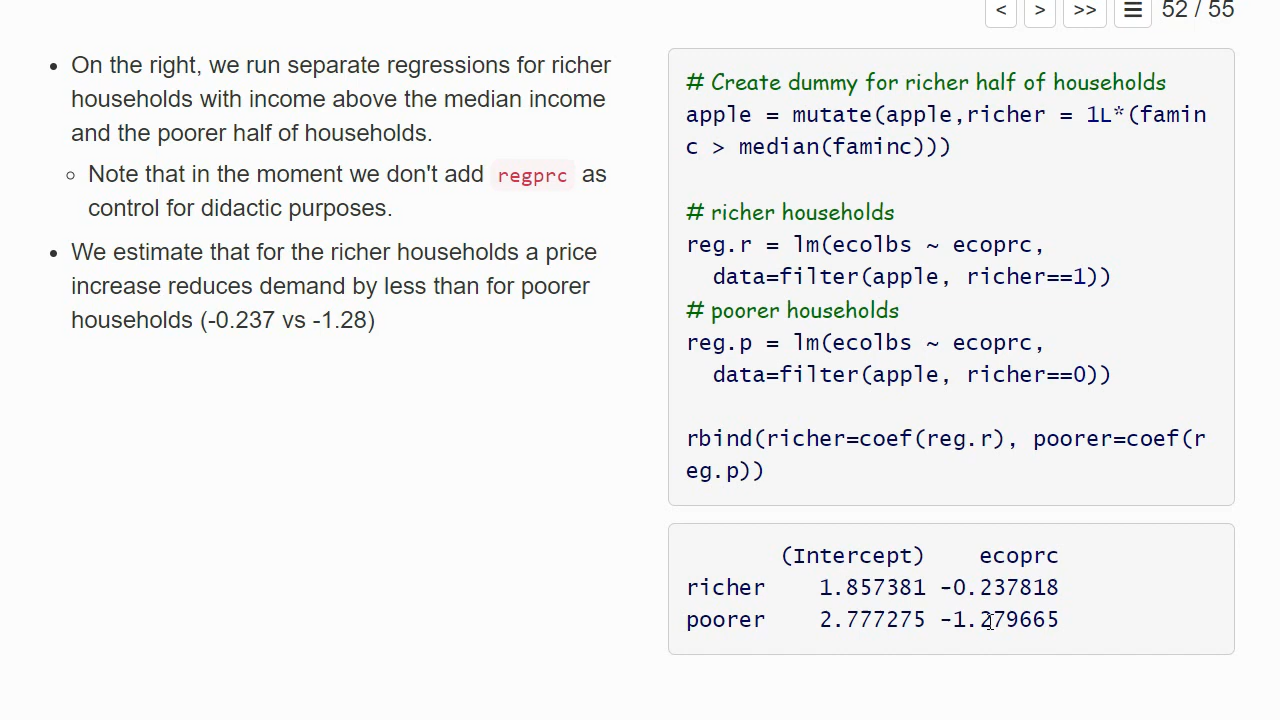 < > >> ☰ 52 / 55
• On the right, we run separate regressions for richer
households with income above the median income
and the poorer half of households.
◦ Note that in the moment we don't add regprc as
control for didactic purposes.
• We estimate that for the richer households a price
increase reduces demand by less than for poorer
households (-0.237 vs -1.28)
# Create dummy for richer half of households
apple = mutate(apple,richer = 1L*(famin
c > median(faminc)))
# richer households
reg.r = lm(ecolbs ~ ecoprc,
  data=filter(apple, richer==1))
# poorer households
reg.p = lm(ecolbs ~ ecoprc,
  data=filter(apple, richer==0))
rbind(richer=coef(reg.r), poorer=coef(r
eg.p))
(Intercept) ecoprc
richer 1.857381 -0.237818
poorer 2.777275 -1.279665